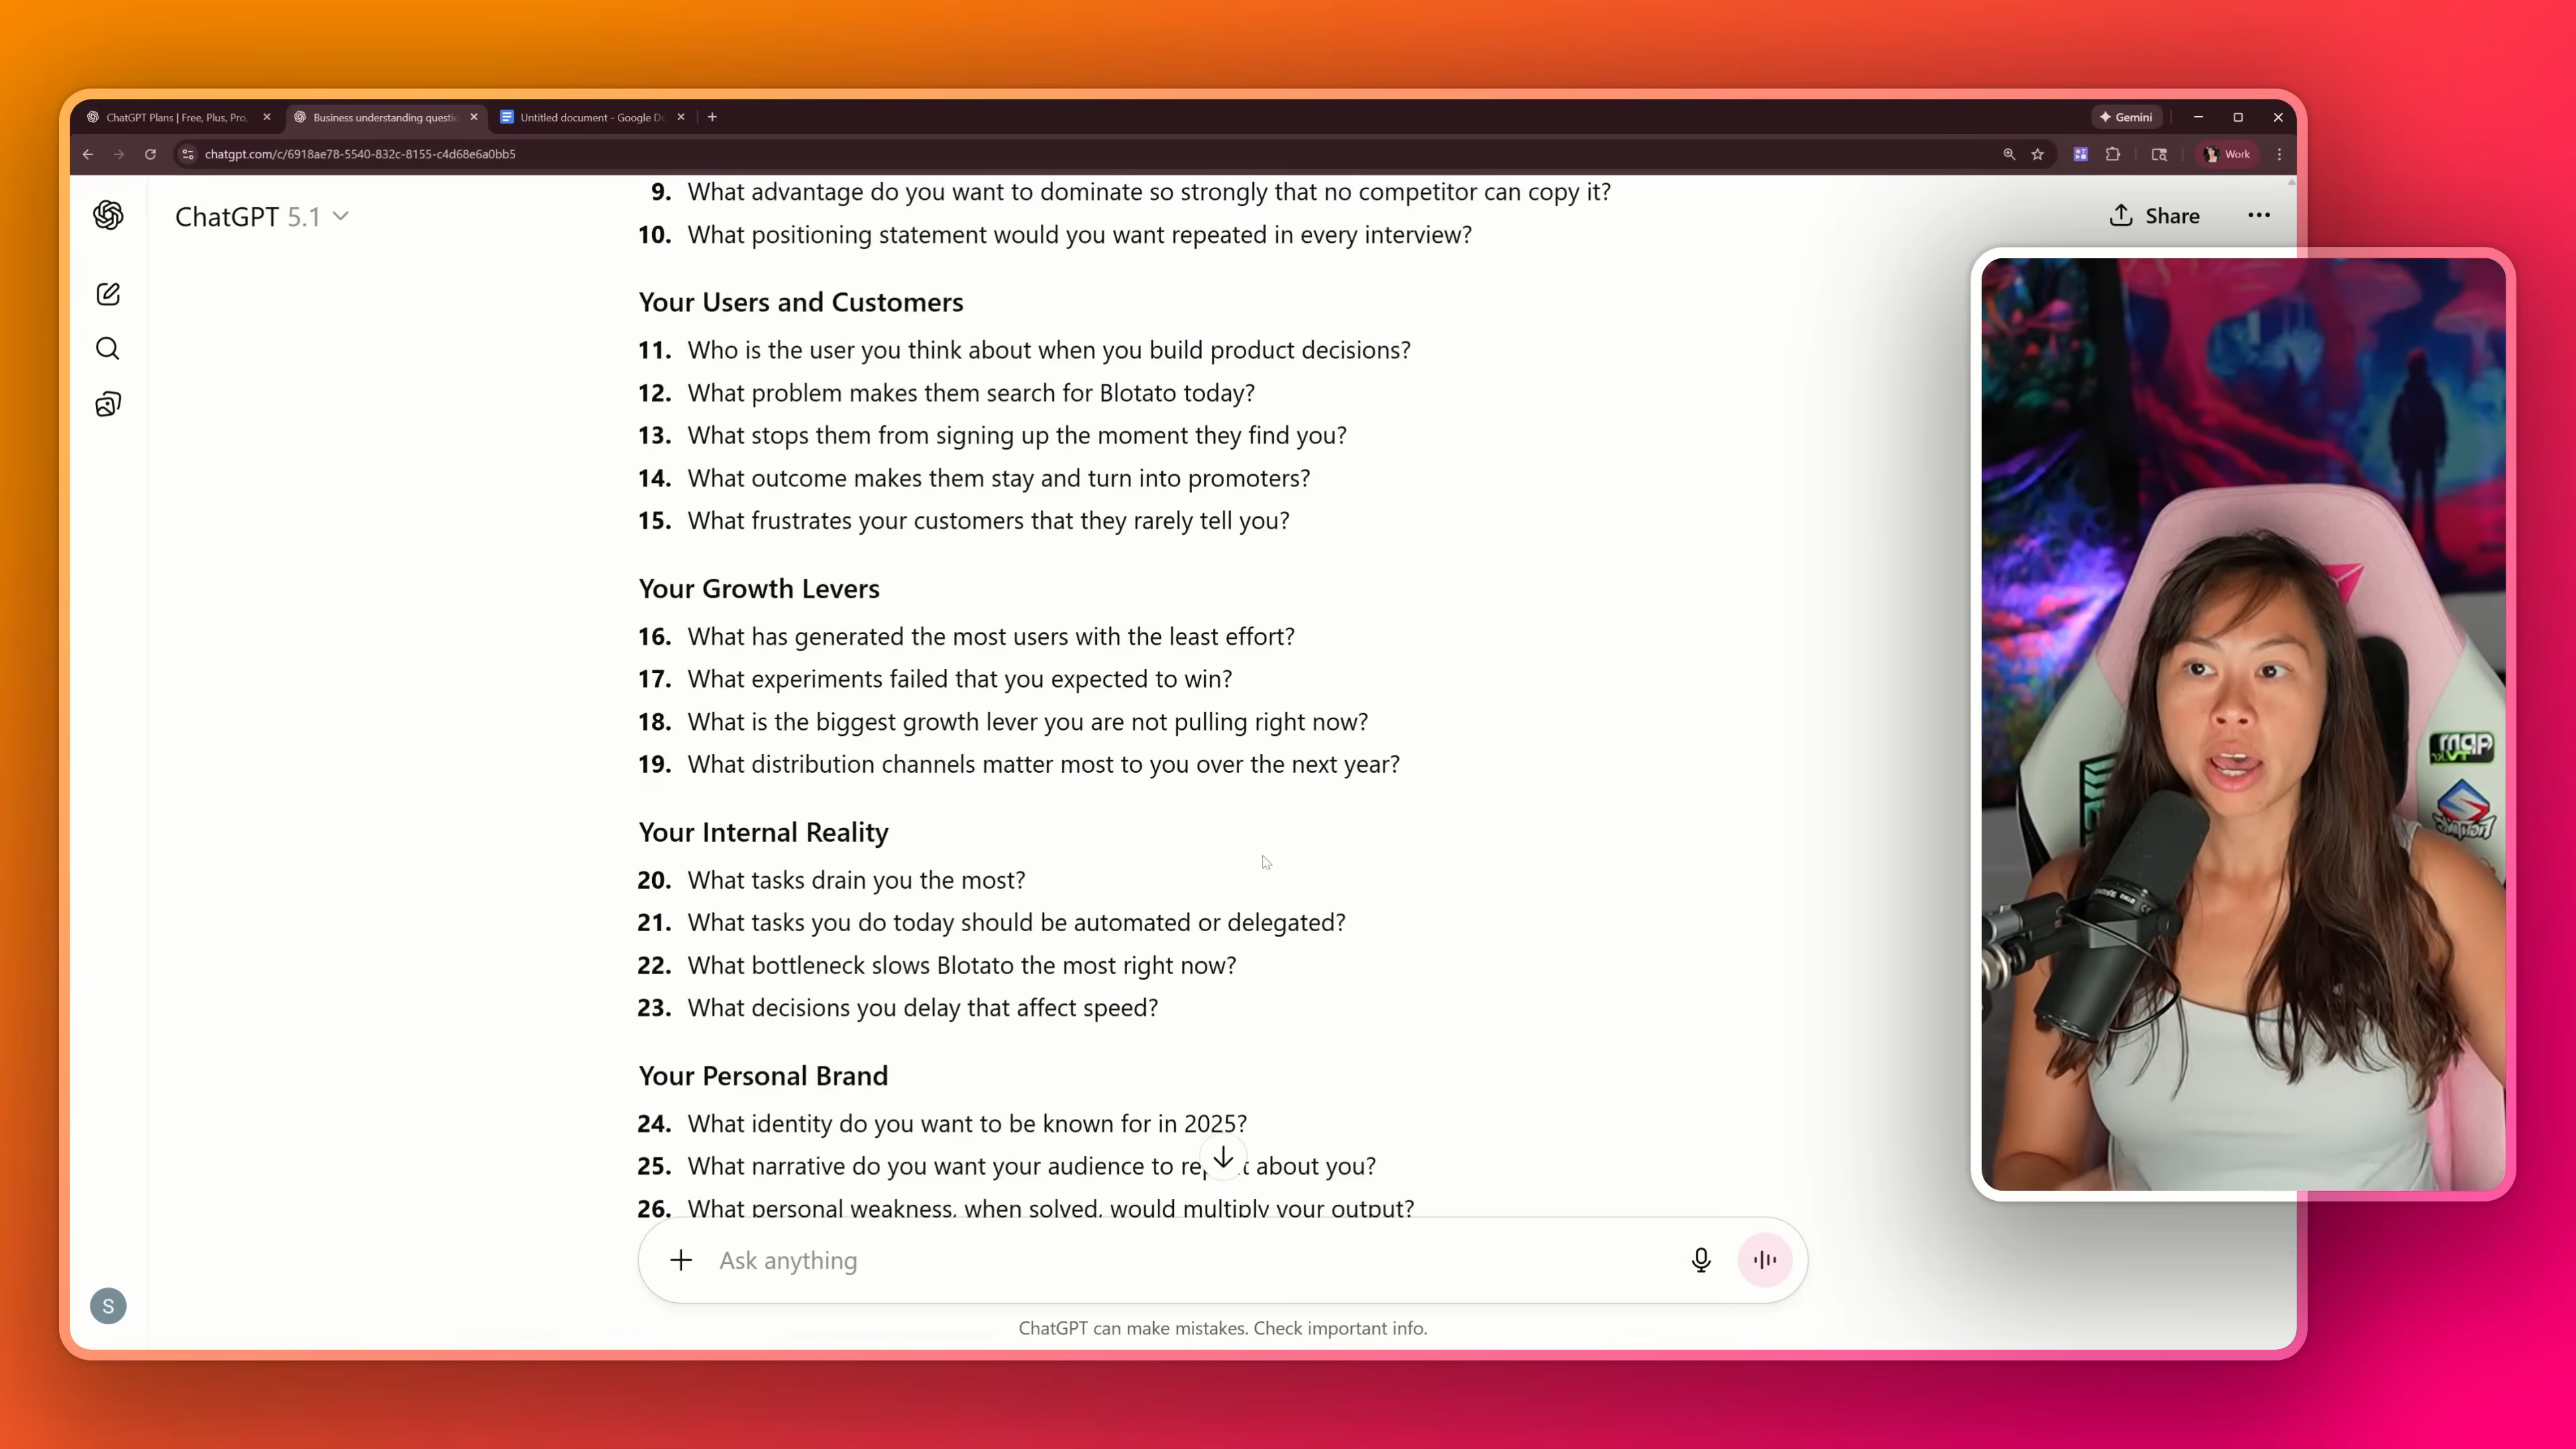 ChatGPT Plans | Free, Plus, Pro,
Business understanding questio
Untitled document - Google D
Gemini
chatgpt.com/c/6918ae78-5540-832c-8155-c4d68e6a0bb5
Work
ChatGPT 5.1
Share
9. What advantage do you want to dominate so strongly that no competitor can copy it?
10. What positioning statement would you want repeated in every interview?
Your Users and Customers
11. Who is the user you think about when you build product decisions?
12. What problem makes them search for Blotato today?
13. What stops them from signing up the moment they find you?
14. What outcome makes them stay and turn into promoters?
15. What frustrates your customers that they rarely tell you?
Your Growth Levers
16. What has generated the most users with the least effort?
17. What experiments failed that you expected to win?
18. What is the biggest growth lever you are not pulling right now?
19. What distribution channels matter most to you over the next year?
Your Internal Reality
20. What tasks drain you the most?
21. What tasks you do today should be automated or delegated?
22. What bottleneck slows Blotato the most right now?
23. What decisions you delay that affect speed?
Your Personal Brand
24. What identity do you want to be known for in 2025?
25. What narrative do you want your audience to about you?
26. What personal weakness, when solved, would multiply your output?
Ask anything
S
ChatGPT can make mistakes. Check important info.